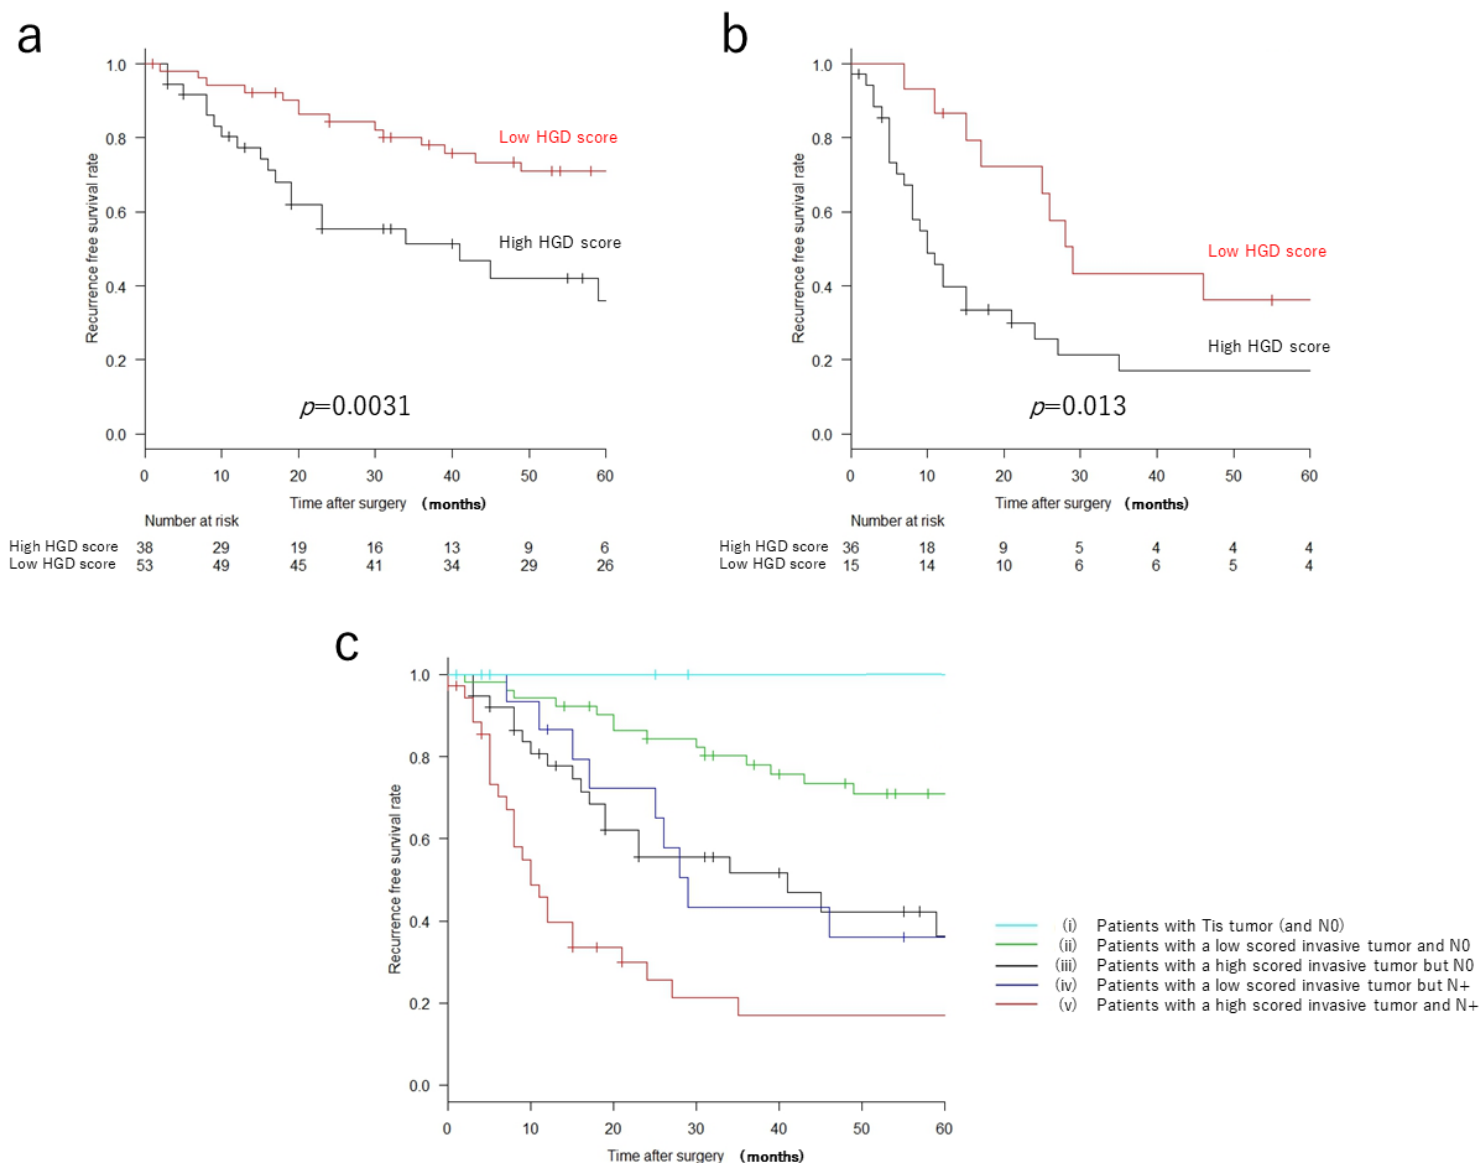 a
1.0
0.8
0.6
0.4
0.2
0.0
Recurrence free survival rate
Low HGD score
High HGD score
p=0.0031
0 10 20 30 40 50 60
Time after surgery (months)
Number at risk
High HGD score 38 29 19 16 13 9 6
Low HGD score 53 49 45 41 34 29 26
b
1.0
0.8
0.6
0.4
0.2
0.0
Recurrence free survival rate
Low HGD score
High HGD score
p=0.013
0 10 20 30 40 50 60
Time after surgery (months)
Number at risk
High HGD score 36 18 9 5 4 4 4
Low HGD score 15 14 10 6 6 5 4
c
1.0
0.8
0.6
0.4
0.2
0.0
Recurrence free survival rate
0 10 20 30 40 50 60
Time after surgery (months)
(i) Patients with Tis tumor (and N0)
(ii) Patients with a low scored invasive tumor and N0
(iii) Patients with a high scored invasive tumor but N0
(iv) Patients with a low scored invasive tumor but N+
(v) Patients with a high scored invasive tumor and N+